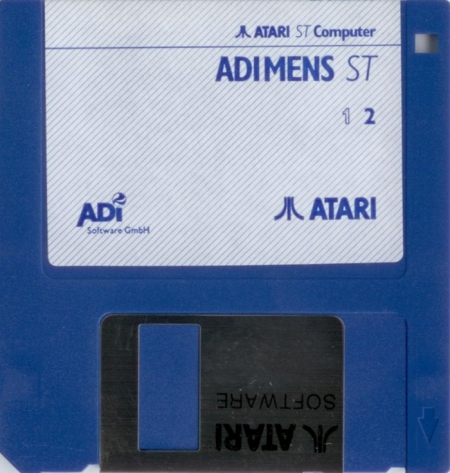 ATARI ST Computer
ADIMENS ST
1 2
ADi
Software GmbH
ATARI
SOFTWARE
ATARI